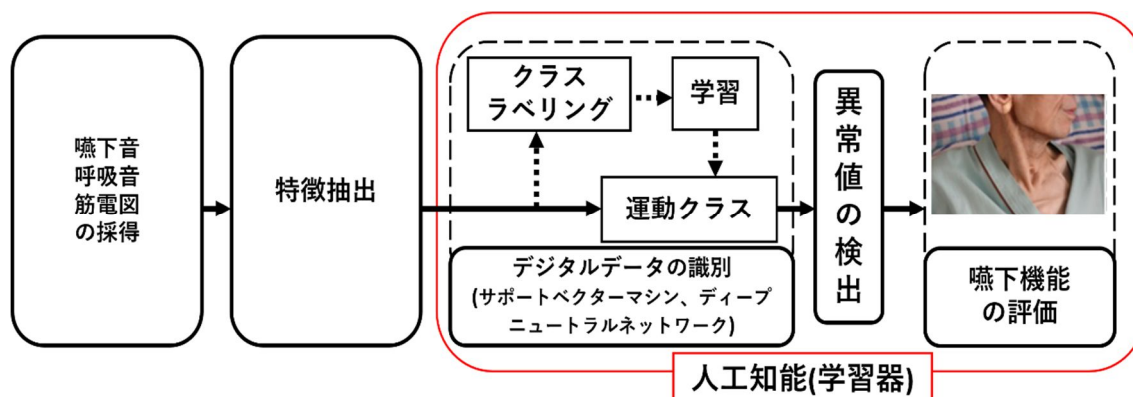 嚥下音
呼吸音
筋電図
の採得
特徴抽出
クラス
ラベリング
学習
運動クラス
デジタルデータの識別
(サポートベクターマシン、ディープ
ニュートラルネットワーク)
異常値の検出
嚥下機能
の評価
人工知能(学習器)